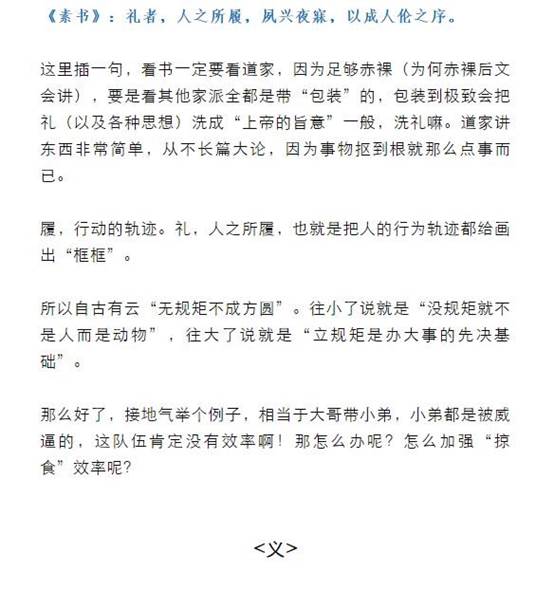 《素书》：礼者，人之所履，夙兴夜寐，以成人伦之序。
这里插一句，看书一定要看道家，因为足够赤裸（为何赤裸后文
会讲），要是看其他家派全都是带“包装”的，包装到极致会把
礼（以及各种思想）洗成“上帝的旨意”一般，洗礼嘛。道家讲
东西非常简单，从不长篇大论，因为事物抠到根就那么点事而
已。
履，行动的轨迹。礼，人之所履，也就是把人的行为轨迹都给画
出“框框”。
所以自古有云“无规矩不成方圆”。往小了说就是“没规矩就不
是人而是动物”，往大了说就是“立规矩是办大事的先决基
础”。
那么好了，接地气举个例子，相当于大哥带小弟，小弟都是被威
逼的，这队伍肯定没有效率啊！那怎么办呢？怎么加强“掠
食”效率呢？
<义>